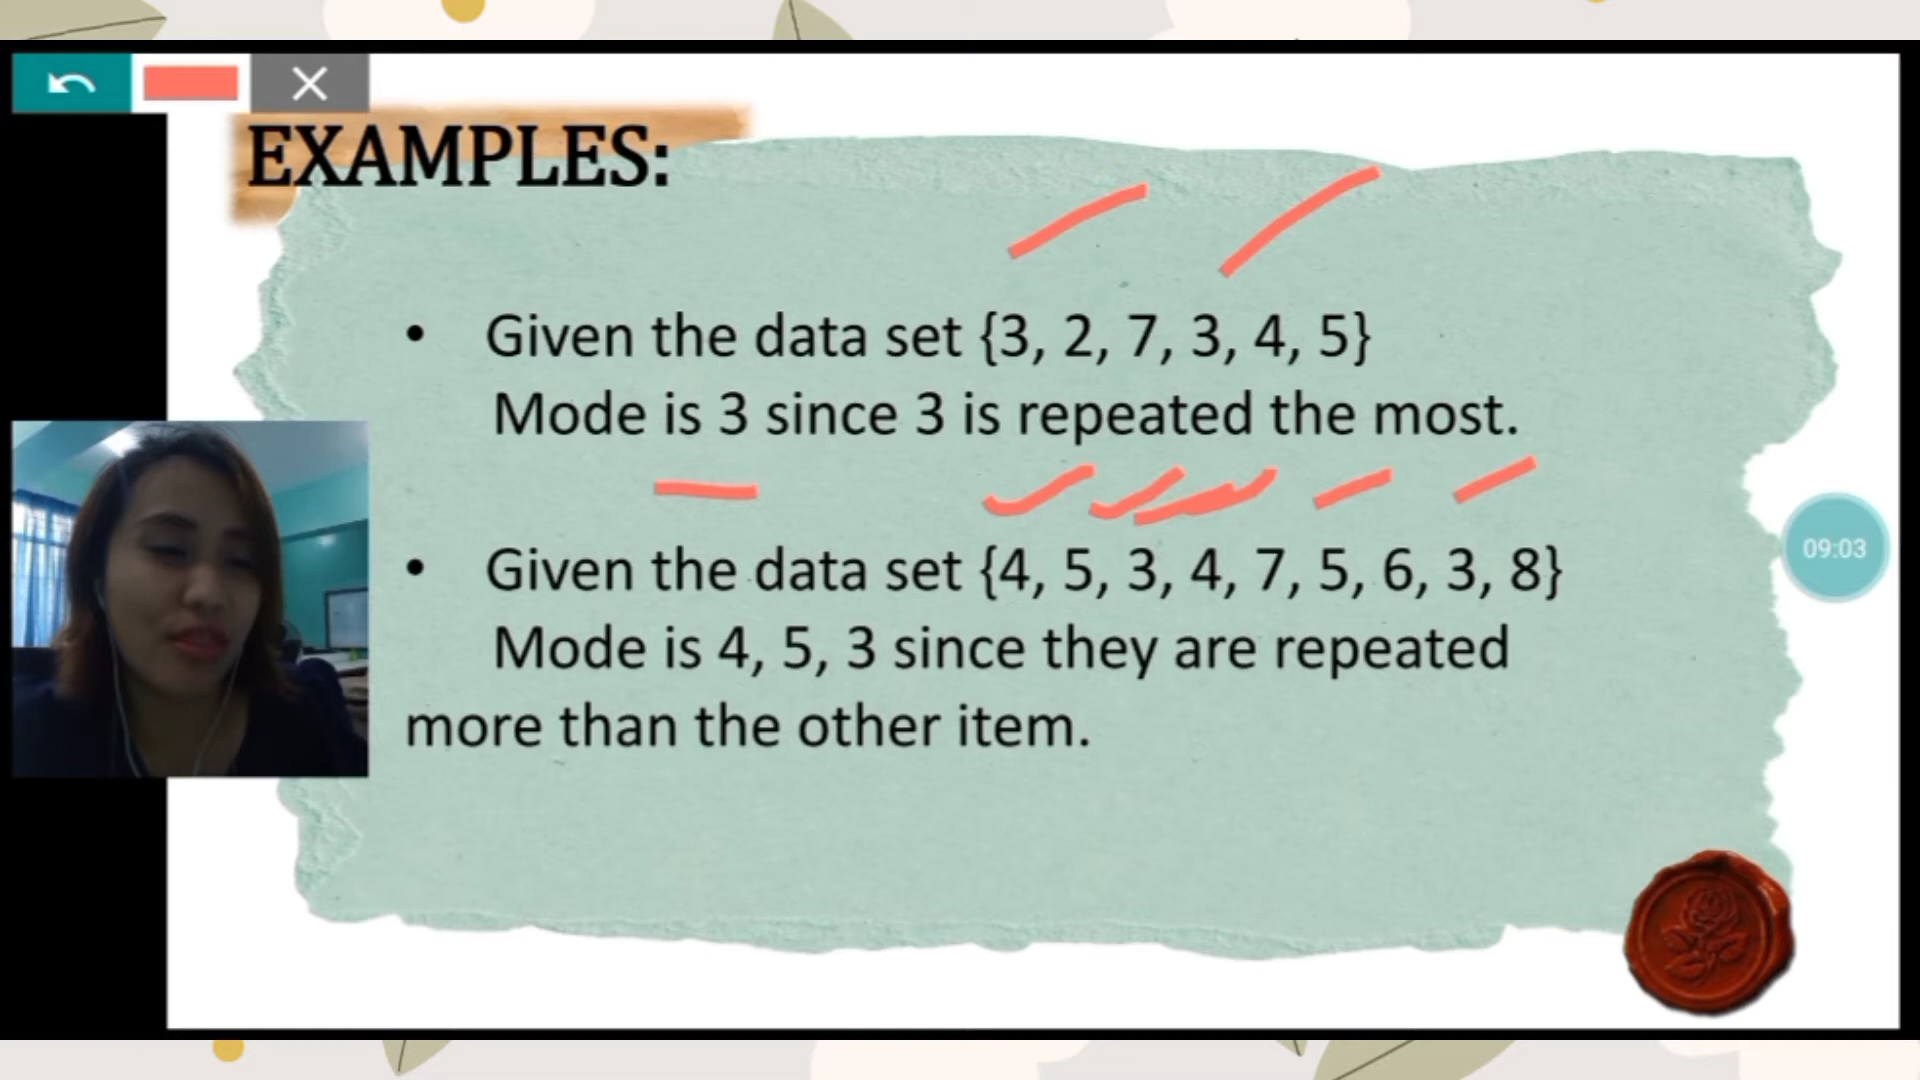 EXAMPLES:
• Given the data set {3, 2, 7, 3, 4, 5}
Mode is 3 since 3 is repeated the most.
• Given the data set {4, 5, 3, 4, 7, 5, 6, 3, 8}
Mode is 4, 5, 3 since they are repeated
more than the other item.
09:03